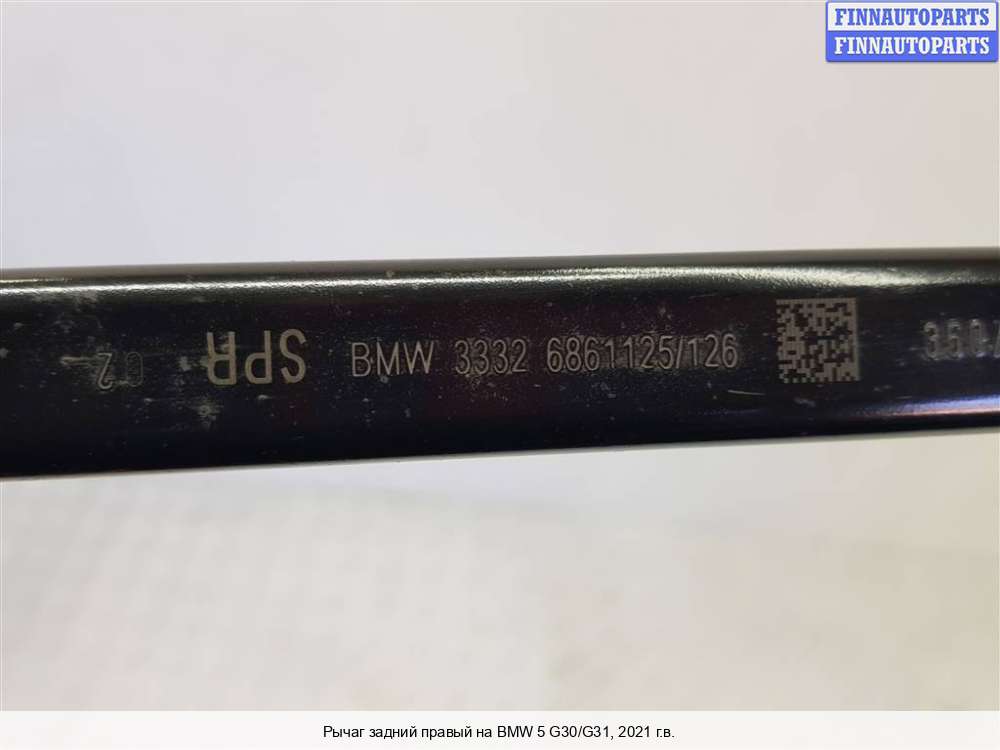 FINNAUTOPARTS
FINNAUTOPARTS
SPR BMW 3332 6861125/126
Рычаг задний правый на BMW 5 G30/G31, 2021 г.в.